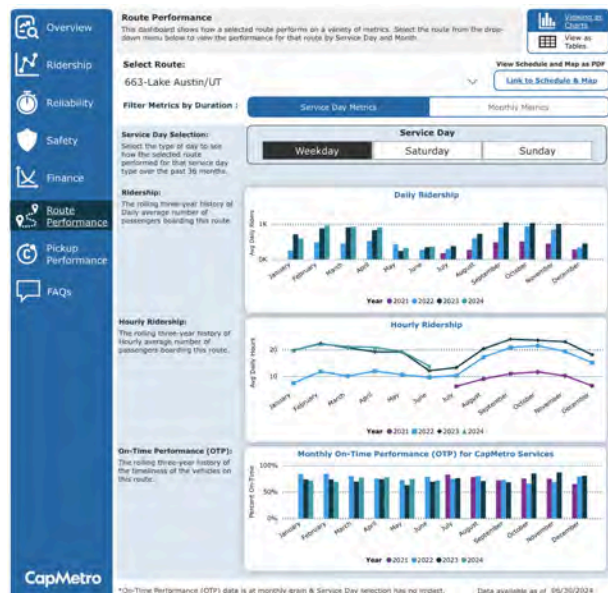 Overview
Ridership
Reliability
Safety
Finance
Route
Performance
Pickup
Performance
FAQs
CapMetro
Route Performance
This dashboard shows how a selected route performs on a variety of metrics. Select the route from the drop-
down menu below to view the performance for that route by Service Day and Month.
Viewing as
Charts
View as
Tables
Select Route:
663-Lake Austin/UT
View Schedule and Map as PDF
Link to Schedule & Map
Filter Metrics by Duration :
Service Day Metrics
Monthly Metrics
Service Day Selection:
Select the type of day to see
how the selected route
performed for that service day
type over the past 36 months.
Service Day
Weekday
Saturday
Sunday
Ridership:
The rolling three-year history of
Daily average number of
passengers boarding this route.
Daily Ridership
Avg Daily Riders
1K
0K
January
February
March
April
May
June
July
August
September
October
November
December
Year 2021 2022 2023 2024
Hourly Ridership:
The rolling three-year history of
Hourly average number of
passengers boarding this route.
Hourly Ridership
Avg Daily Hours
20
10
January
February
March
April
May
June
July
August
September
October
November
December
Year 2021 2022 2023 2024
On-Time Performance (OTP):
The rolling three-year history of
the timeliness of the vehicles on
this route.
Monthly On-Time Performance (OTP) for CapMetro Services
Percent On-Time
100%
50%
0%
January
February
March
April
May
June
July
August
September
October
November
December
Year 2021 2022 2023 2024
*On-Time Performance (OTP) data is at monthly grain & Service Day selection has no impact.
Data available as of 06/30/2024